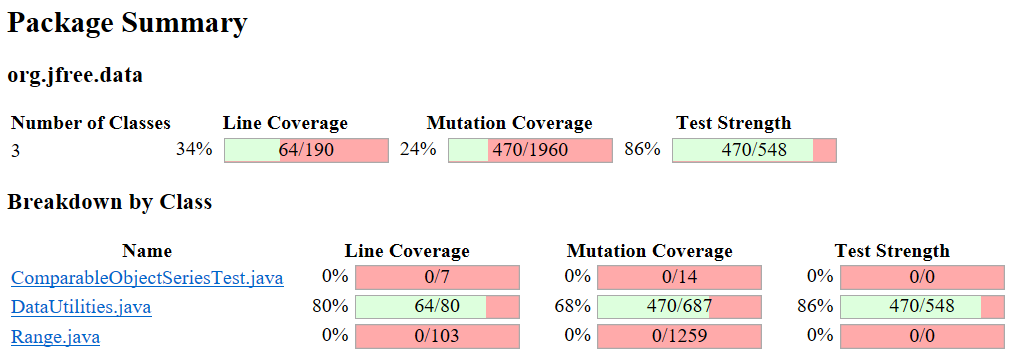 Package Summary
org.jfree.data
Number of Classes Line Coverage Mutation Coverage Test Strength
3 34% 64/190 24% 470/1960 86% 470/548
Breakdown by Class
Name Line Coverage Mutation Coverage Test Strength
ComparableObjectSeriesTest.java 0% 0/7 0% 0/14 0% 0/0
DataUtilities.java 80% 64/80 68% 470/687 86% 470/548
Range.java 0% 0/103 0% 0/1259 0% 0/0